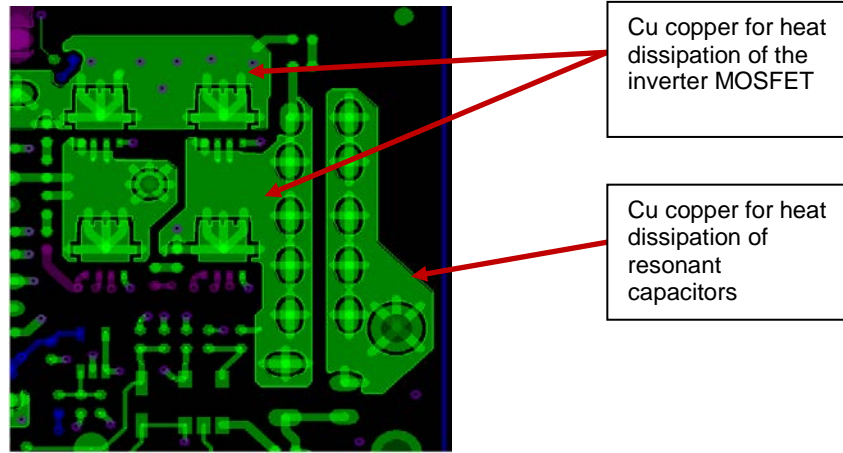 Cu copper for heat
dissipation of the
inverter MOSFET
Cu copper for heat
dissipation of
resonant
capacitors